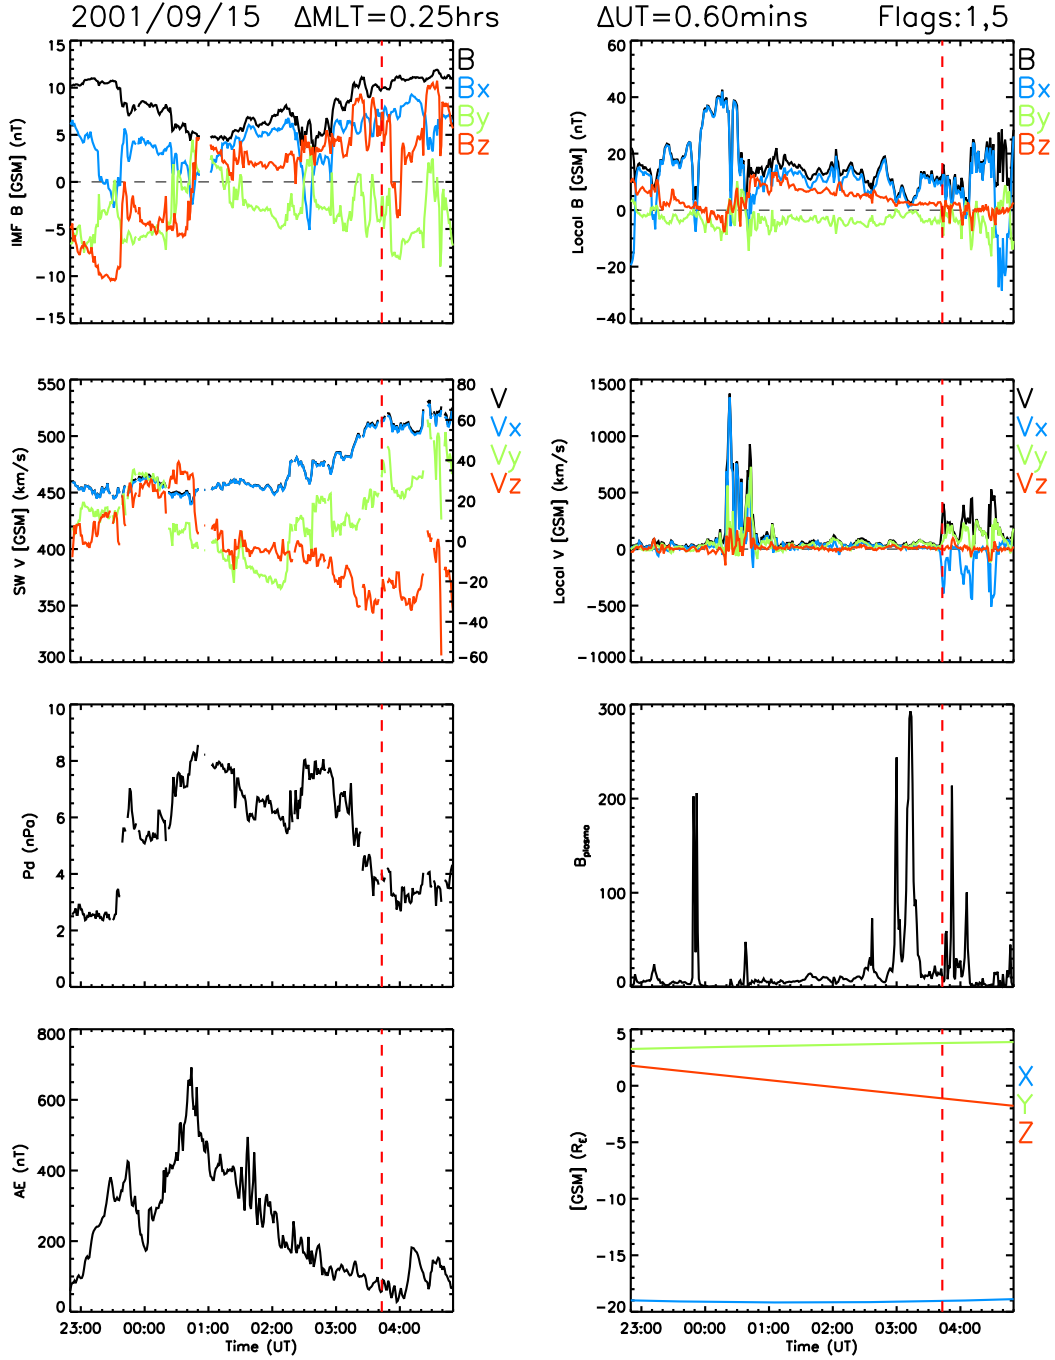 2001/09/15 ΔMLT=0.25hrs ΔUT=0.60mins Flags:1,5
15
10
5
0
−5
−10
−15
IMF B [GSM] (nT)
B
Bx
By
Bz
60
40
20
0
−20
−40
Local B [GSM] (nT)
B
Bx
By
Bz
550
500
450
400
350
300
SW V [GSM] (km/s)
80
60
40
20
0
−20
−40
−60
V
Vx
Vy
Vz
1500
1000
500
0
−500
−1000
Local V [GSM] (km/s)
V
Vx
Vy
Vz
10
8
6
4
2
0
Pd (nPa)
300
200
100
0
Bplasma
800
600
400
200
0
AE (nT)
23:00 00:00 01:00 02:00 03:00 04:00
Time (UT)
5
0
−5
−10
−15
−20
[GSM] (RE)
X
Y
Z
23:00 00:00 01:00 02:00 03:00 04:00
Time (UT)